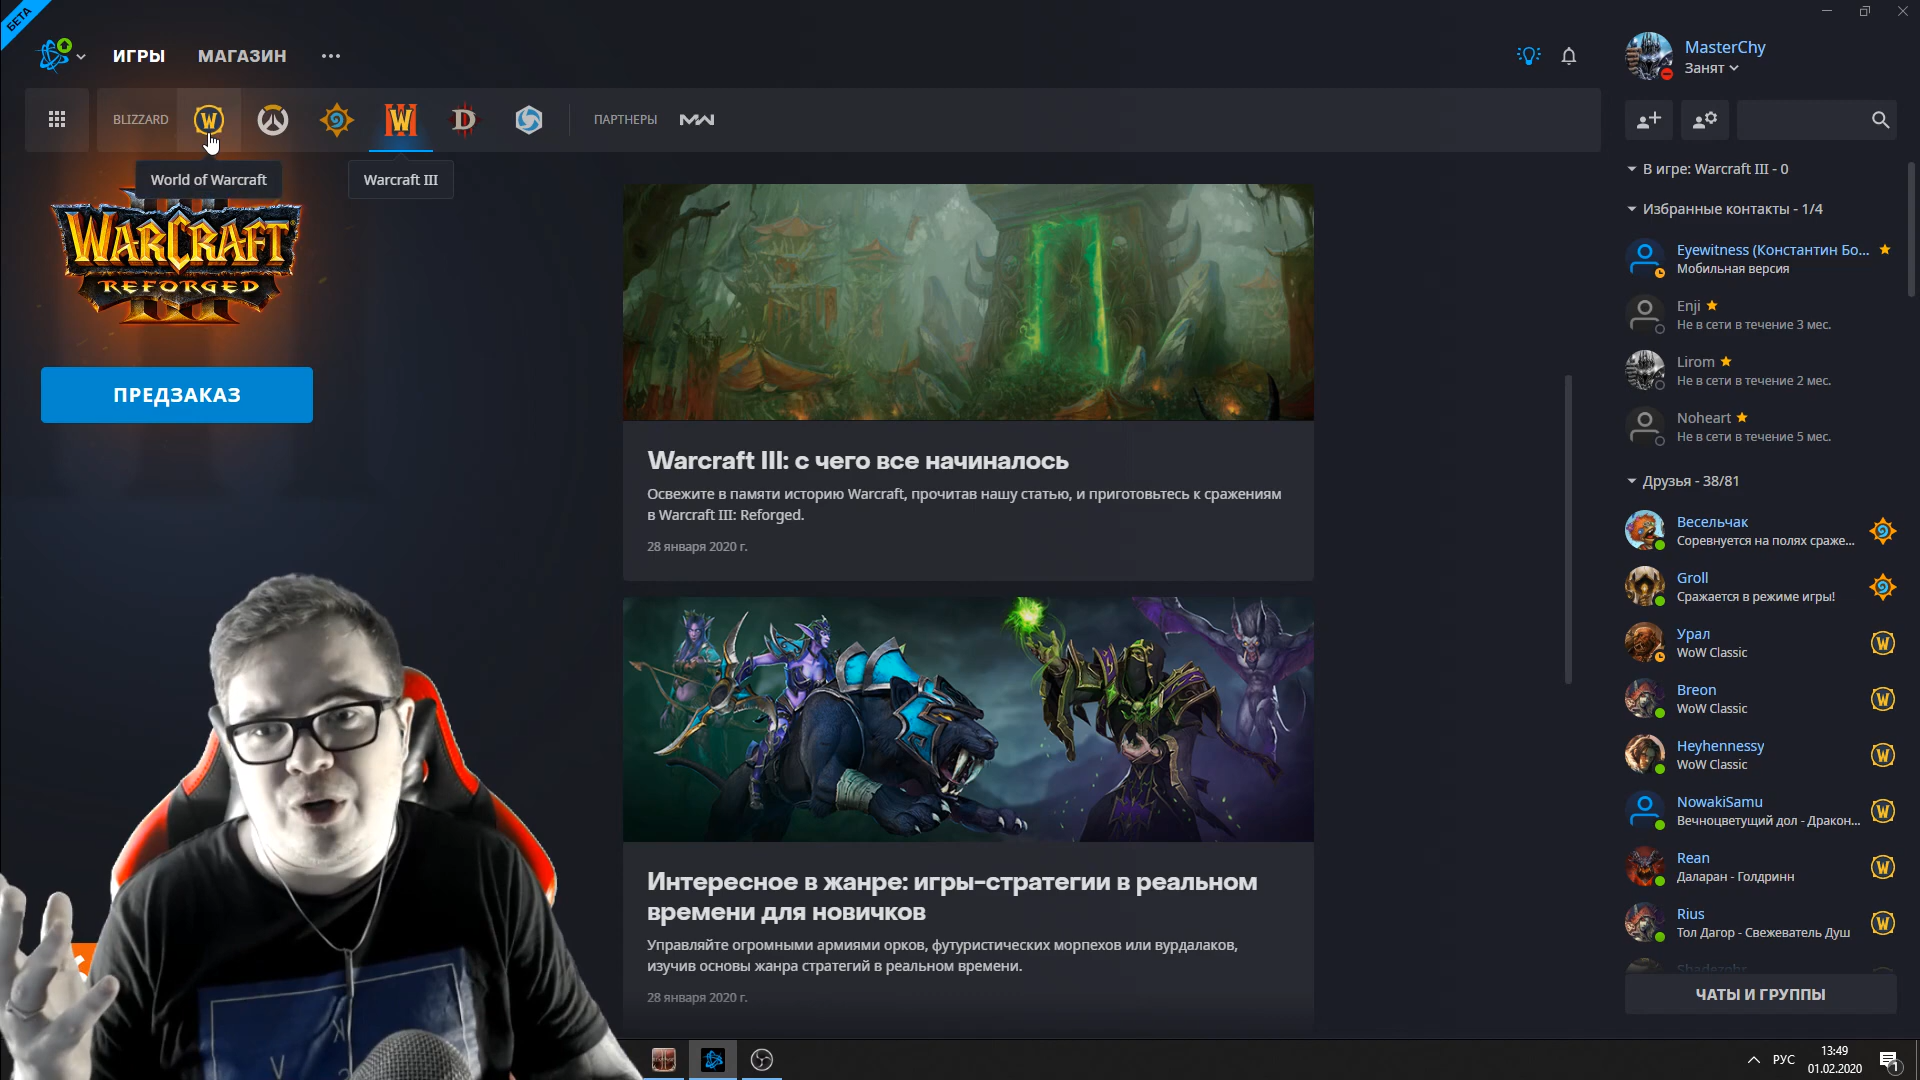 БЕТА
ИГРЫ
МАГАЗИН
BLIZZARD
ПАРТНЕРЫ
World of Warcraft
Warcraft III
WARCRAFT
REFORGED
ПРЕДЗАКАЗ
Warcraft III: с чего все начиналось
Освежите в памяти историю Warcraft, прочитав нашу статью, и приготовьтесь к сражениям
в Warcraft III: Reforged.
28 января 2020 г.
Интересное в жанре: игры-стратегии в реальном
времени для новичков
Управляйте огромными армиями орков, футуристических морпехов или вурдалаков,
изучив основы жанра стратегий в реальном времени.
28 января 2020 г.
MasterChy
Занят
В игре: Warcraft III - 0
Избранные контакты - 1/4
Eyewitness (Константин Бо...
Мобильная версия
Enji
Не в сети в течение 3 мес.
Lirom
Не в сети в течение 2 мес.
Noheart
Не в сети в течение 5 мес.
Друзья - 38/81
Весельчак
Соревнуется на полях сраже...
Groll
Сражается в режиме игры!
Урал
WoW Classic
Breon
WoW Classic
Heyhennessy
WoW Classic
NowakiSamu
Вечноцветущий дол - Дракон...
Rean
Даларан - Голдринн
Rius
Тол Дагор - Свежеватель Душ
ЧАТЫ И ГРУППЫ
РУС
13:49
01.02.2020
1